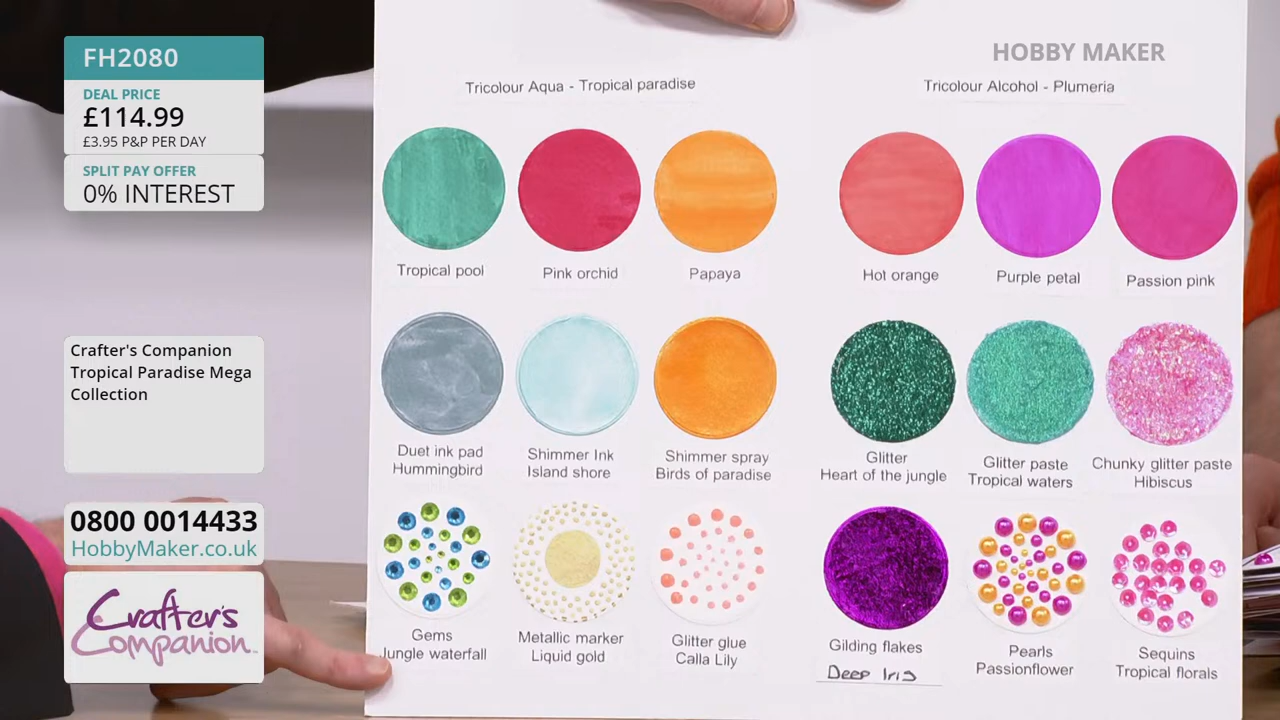 FH2080
DEAL PRICE
£114.99
£3.95 P&P PER DAY
SPLIT PAY OFFER
0% INTEREST
Crafter's Companion
Tropical Paradise Mega
Collection
0800 0014433
HobbyMaker.co.uk
Crafter's
Companion
HOBBY MAKER
Tricolour Aqua - Tropical paradise
Tricolour Alcohol - Plumeria
Tropical pool
Pink orchid
Papaya
Hot orange
Purple petal
Passion pink
Duet ink pad
Hummingbird
Shimmer Ink
Island shore
Shimmer spray
Birds of paradise
Glitter
Heart of the jungle
Glitter paste
Tropical waters
Chunky glitter paste
Hibiscus
Gems
Jungle waterfall
Metallic marker
Liquid gold
Glitter glue
Calla Lily
Gilding flakes
Deep Iris
Pearls
Passionflower
Sequins
Tropical florals